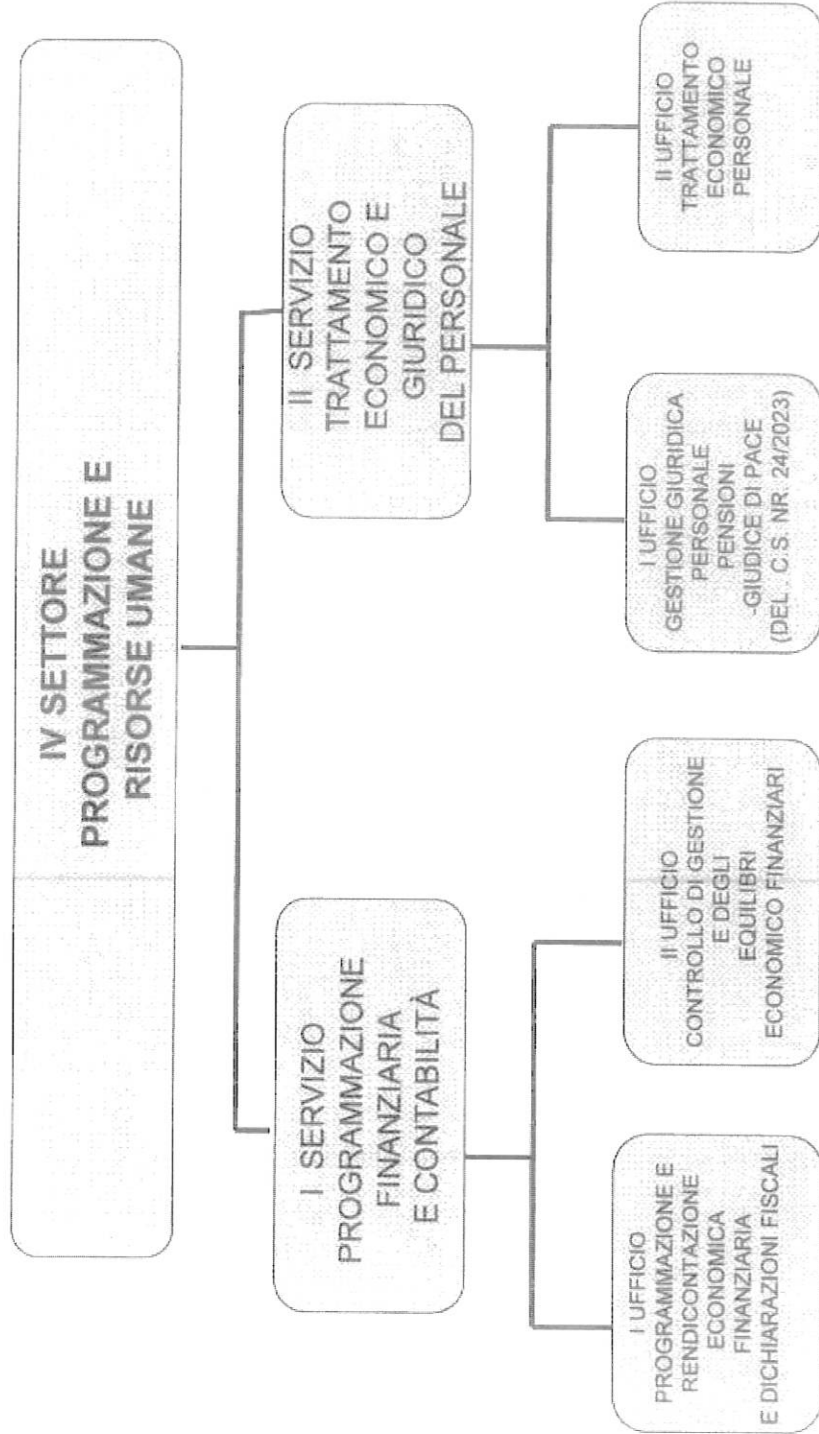 IV SETTORE
PROGRAMMAZIONE E
RISORSE UMANE
I SERVIZIO
PROGRAMMAZIONE
FINANZIARIA
E CONTABILITÀ
II SERVIZIO
TRATTAMENTO
ECONOMICO E
GIURIDICO
DEL PERSONALE
I UFFICIO
PROGRAMMAZIONE E
RENDICONTAZIONE
ECONOMICA
FINANZIARIA
E DICHIARAZIONI FISCALI
II UFFICIO
CONTROLLO DI GESTIONE
E DEGLI
EQUILIBRI
ECONOMICO FINANZIARI
I UFFICIO
GESTIONE GIURIDICA
PERSONALE
PENSIONI
-GIUDICE DI PACE
(DEL . C.S. NR. 24/2023)
II UFFICIO
TRATTAMENTO
ECONOMICO
PERSONALE